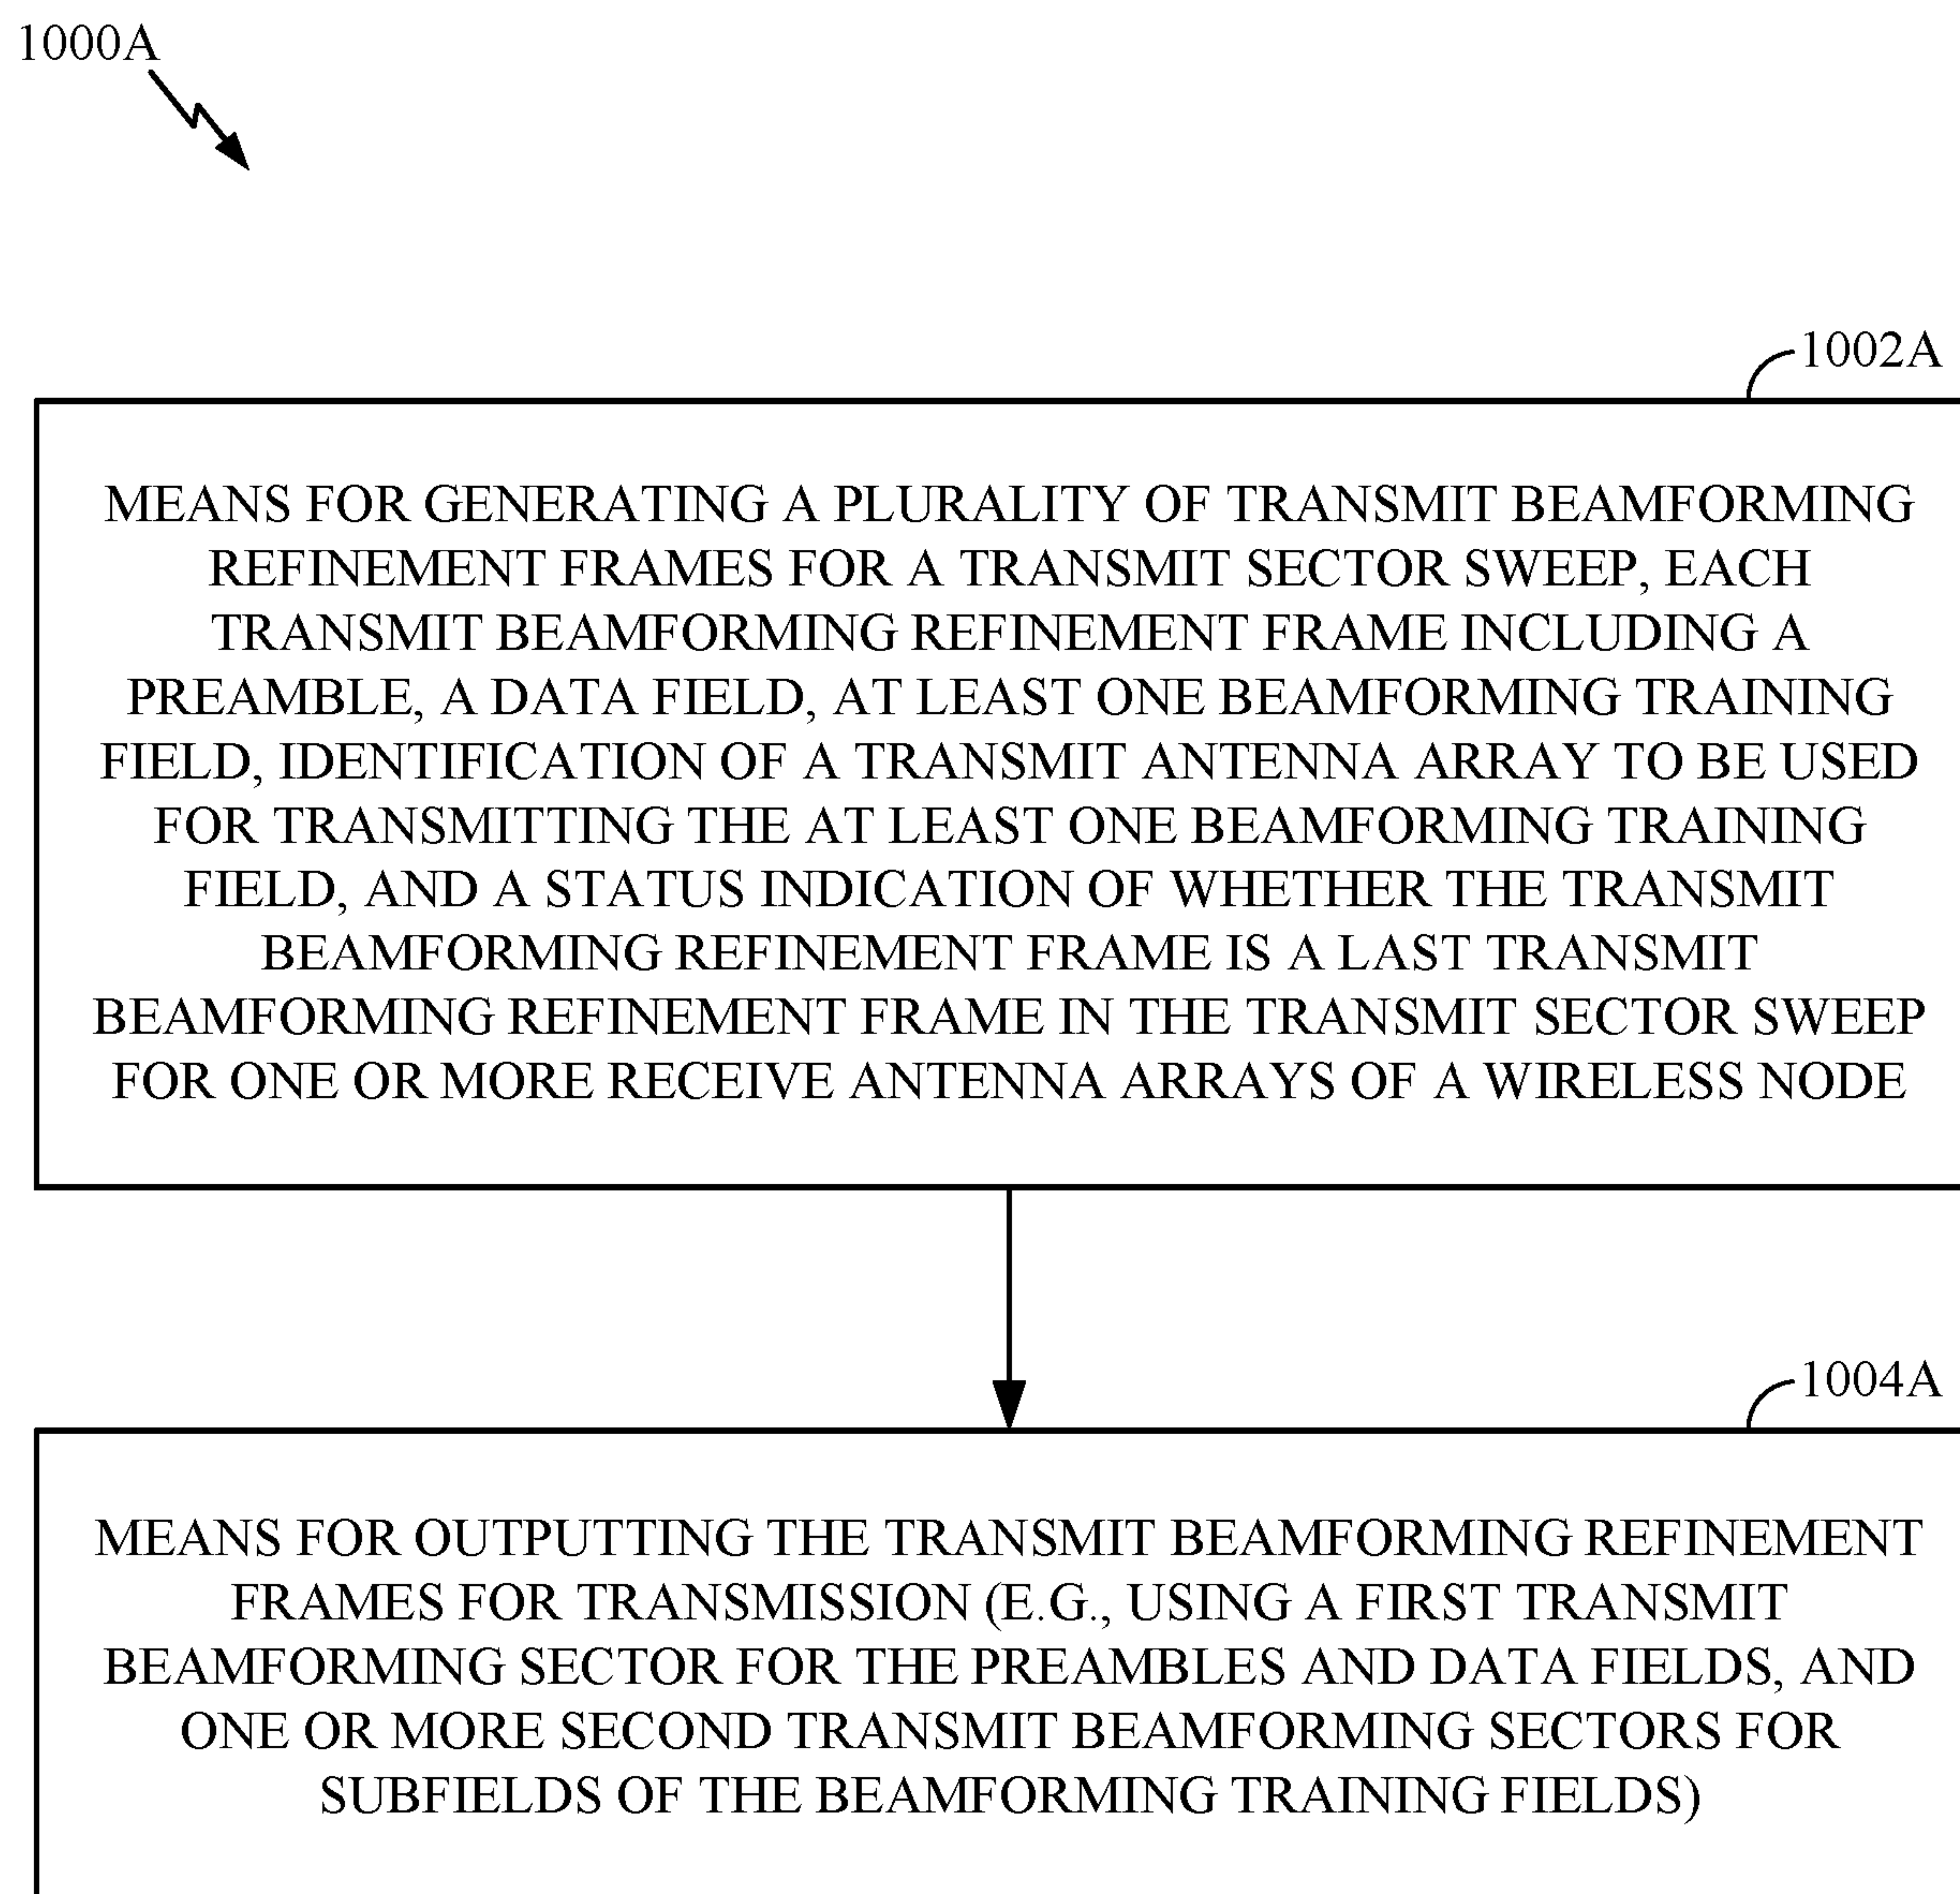 1000A
1002A
MEANS FOR GENERATING A PLURALITY OF TRANSMIT BEAMFORMING
REFINEMENT FRAMES FOR A TRANSMIT SECTOR SWEEP, EACH
TRANSMIT BEAMFORMING REFINEMENT FRAME INCLUDING A
PREAMBLE, A DATA FIELD, AT LEAST ONE BEAMFORMING TRAINING
FIELD, IDENTIFICATION OF A TRANSMIT ANTENNA ARRAY TO BE USED
FOR TRANSMITTING THE AT LEAST ONE BEAMFORMING TRAINING
FIELD, AND A STATUS INDICATION OF WHETHER THE TRANSMIT
BEAMFORMING REFINEMENT FRAME IS A LAST TRANSMIT
BEAMFORMING REFINEMENT FRAME IN THE TRANSMIT SECTOR SWEEP
FOR ONE OR MORE RECEIVE ANTENNA ARRAYS OF A WIRELESS NODE
1004A
MEANS FOR OUTPUTTING THE TRANSMIT BEAMFORMING REFINEMENT
FRAMES FOR TRANSMISSION (E.G., USING A FIRST TRANSMIT
BEAMFORMING SECTOR FOR THE PREAMBLES AND DATA FIELDS, AND
ONE OR MORE SECOND TRANSMIT BEAMFORMING SECTORS FOR
SUBFIELDS OF THE BEAMFORMING TRAINING FIELDS)